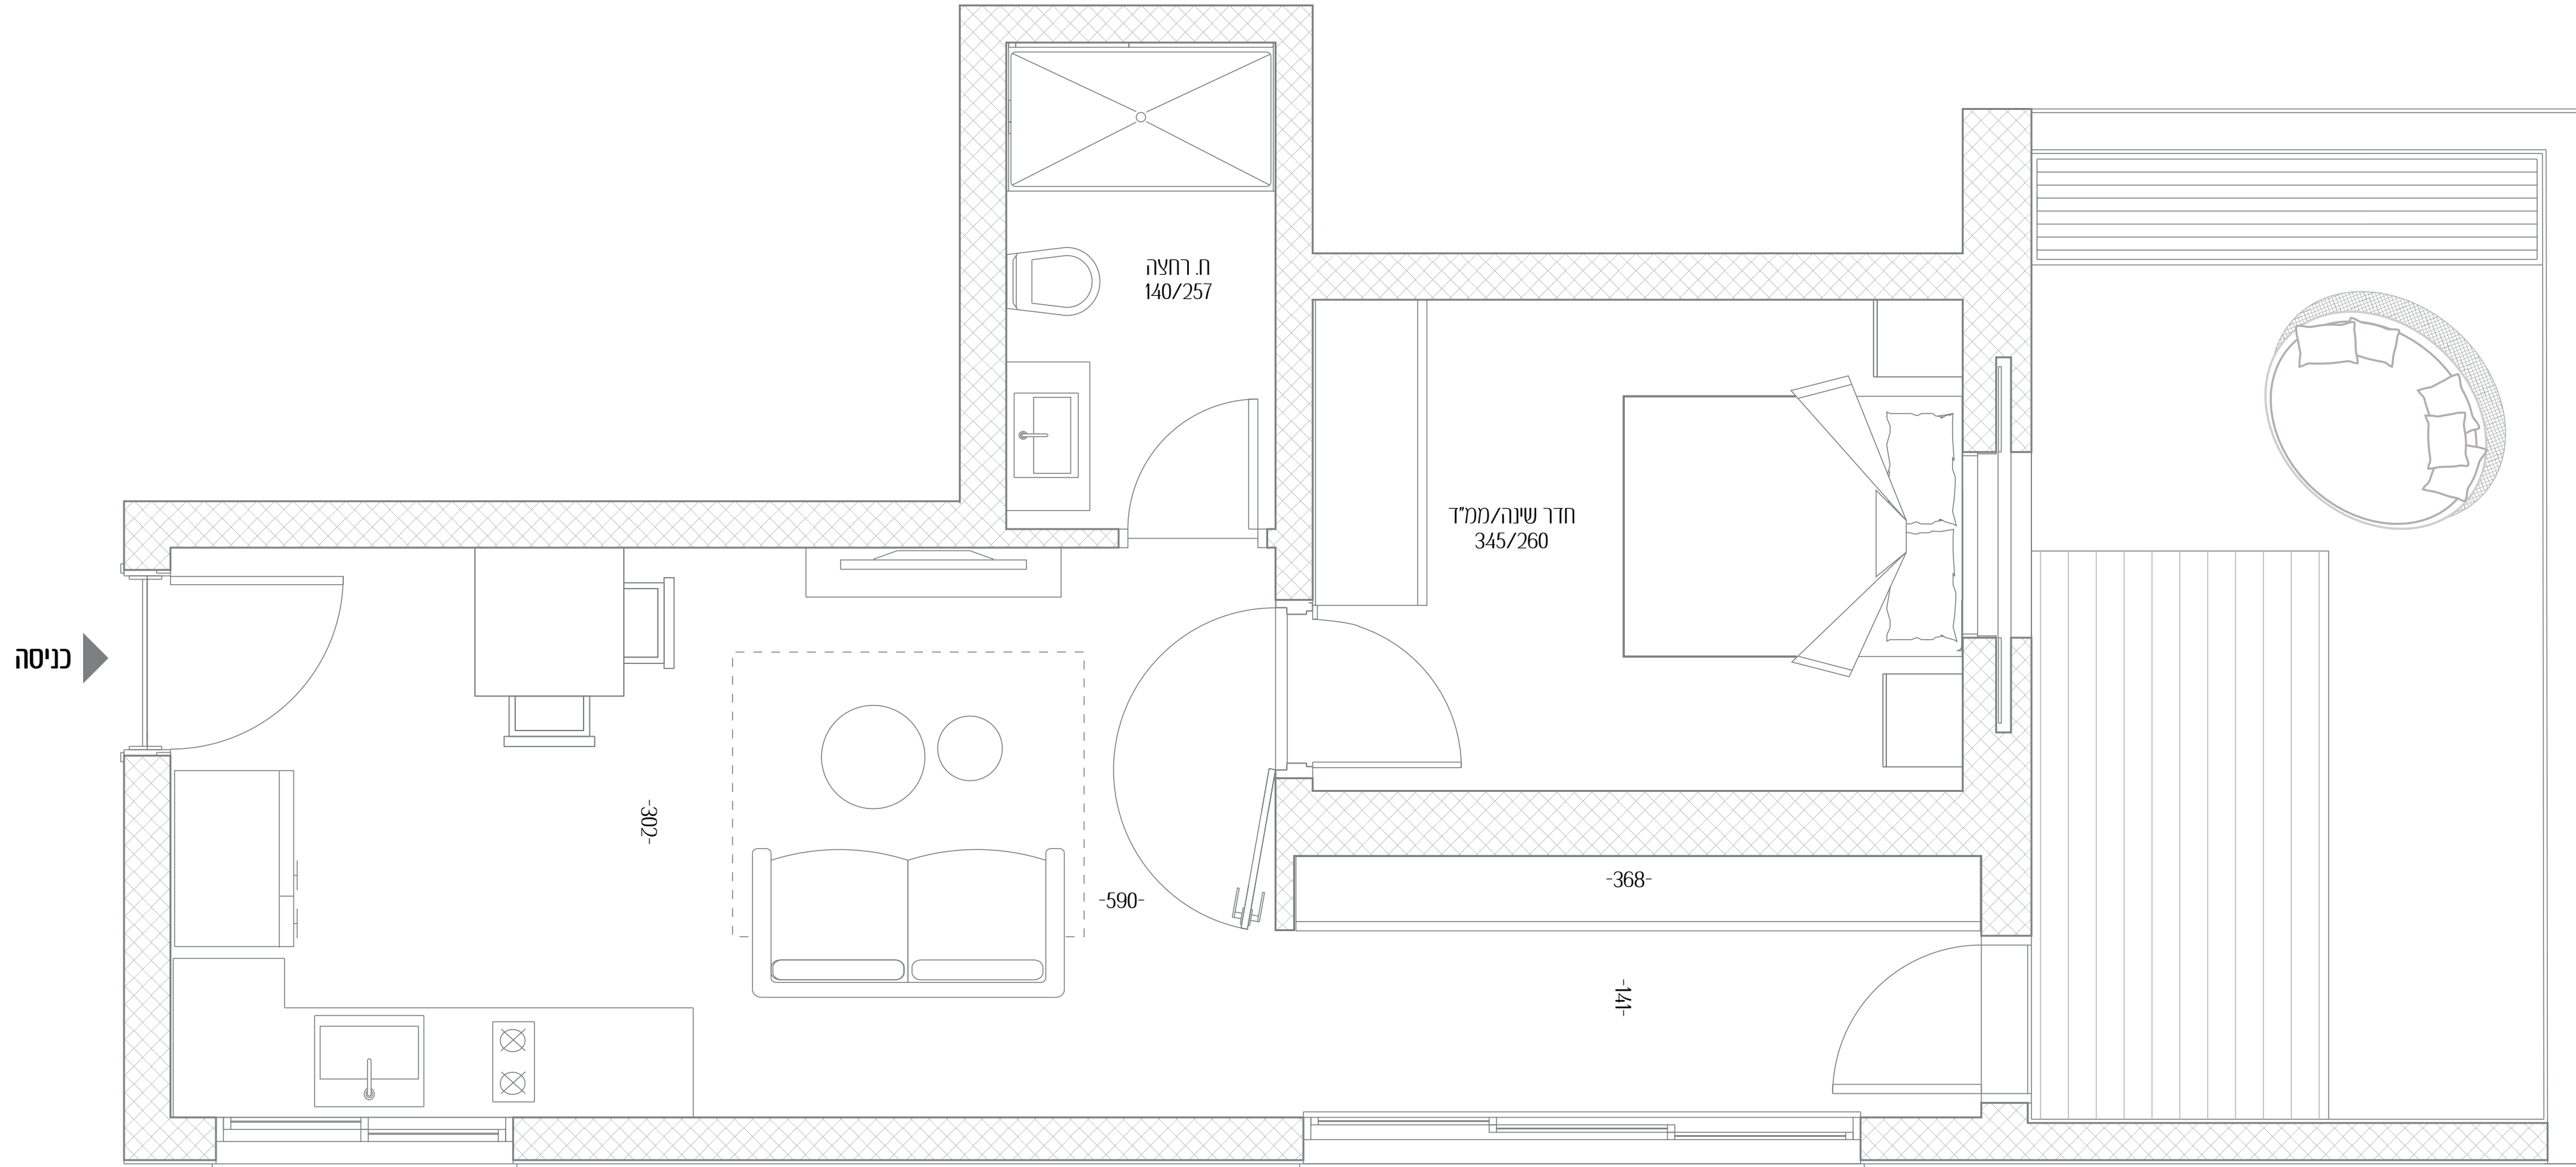 ח. רחצה
140/257
חדר שינה/ממ"ד
345/260
כניסה
-302-
-590-
-368-
-141-